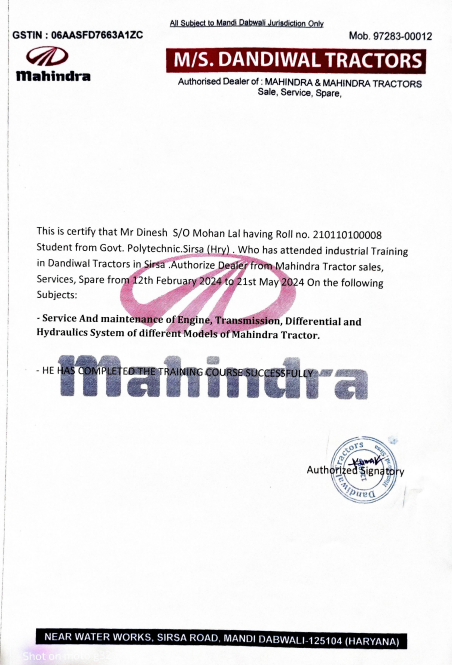 All Subject to Mandi Dabwali Jurisdiction Only
GSTIN : 06AASFD7663A1ZC
Mob. 97283-00012
Mahindra
M/S. DANDIWAL TRACTORS
Authorised Dealer of : MAHINDRA & MAHINDRA TRACTORS
Sale, Service, Spare,
This is certify that Mr Dinesh S/O Mohan Lal having Roll no. 210110100008
Student from Govt. Polytechnic.Sirsa (Hry) . Who has attended industrial Training
in Dandiwal Tractors in Sirsa .Authorize Dealer from Mahindra Tractor sales,
Services, Spare from 12th February 2024 to 21st May 2024 On the following
Subjects:
- Service And maintenance of Engine, Transmission, Differential and
Hydraulics System of different Models of Mahindra Tractor.
- HE HAS COMPLETED THE TRAINING COURSE SUCCESSFULLY
Mahindra
Authorized Signatory
Dandiwal Tractors
NEAR WATER WORKS, SIRSA ROAD, MANDI DABWALI-125104 (HARYANA)
Shot on